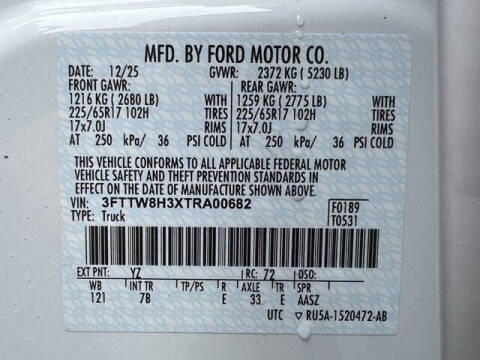 MFD. BY FORD MOTOR CO.
DATE: 12/25 GVWR: 2372 KG ( 5230 LB)
FRONT GAWR: REAR GAWR:
1216 KG ( 2680 LB) WITH 1259 KG ( 2775 LB) WITH
225/65R17 102H TIRES 225/65R17 102H TIRES
17x7.0J RIMS 17x7.0J RIMS
AT 250 kPa/ 36 PSI COLD AT 250 kPa/ 36 PSI COLD
THIS VEHICLE CONFORMS TO ALL APPLICABLE FEDERAL MOTOR
VEHICLE SAFETY AND THEFT PREVENTION STANDARDS IN
EFFECT ON THE DATE OF MANUFACTURE SHOWN ABOVE.
VIN: 3FTTW8H3XTRA00682 F0189
TYPE: Truck T0531
EXT PNT: YZ RC: 72 DSO:
WB INT TR TP/PS R AXLE TR SPR
121 7B E 33 E AASZ
UTC RU5A-1520472-AB